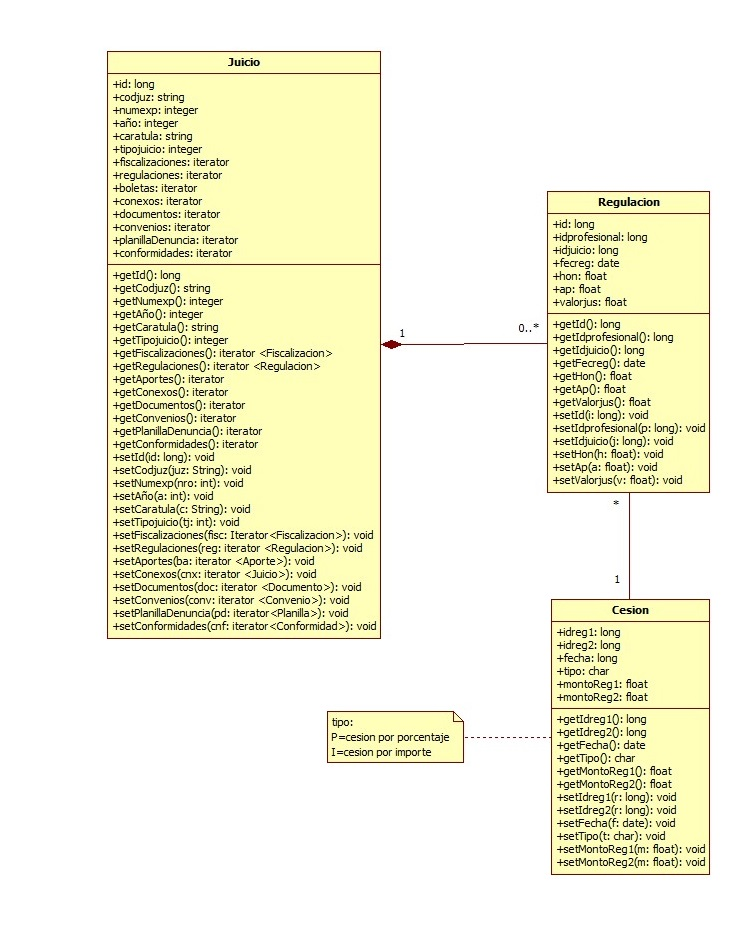 Juicio
+id: long
+codjuz: string
+numexp: integer
+año: integer
+caratula: string
+tipojuicio: integer
+fiscalizaciones: iterator
+regulaciones: iterator
+boletas: iterator
+conexos: iterator
+documentos: iterator
+convenios: iterator
+planillaDenuncia: iterator
+conformidades: iterator
+getId(): long
+getCodjuz(): string
+getNumexp(): integer
+getAño(): integer
+getCaratula(): string
+getTipojuicio(): integer
+getFiscalizaciones(): iterator <Fiscalizacion>
+getRegulaciones(): iterator <Regulacion>
+getAportes(): iterator
+getConexos(): iterator
+getDocumentos(): iterator
+getConvenios(): iterator
+getPlanillaDenuncia(): iterator
+getConformidades(): iterator
+setId(id: long): void
+setCodjuz(juz: String): void
+setNumexp(nro: int): void
+setAño(a: int): void
+setCaratula(c: String): void
+setTipojuicio(tj: int): void
+setFiscalizaciones(fisc: Iterator<Fiscalizacion>): void
+setRegulaciones(reg: iterator <Regulacion>): void
+setAportes(ba: iterator <Aporte>): void
+setConexos(cnx: iterator <Juicio>): void
+setDocumentos(doc: iterator <Documento>): void
+setConvenios(conv: iterator <Convenio>): void
+setPlanillaDenuncia(pd: iterator<Planilla>): void
+setConformidades(cnf: iterator<Conformidad>): void
1
0..*
Regulacion
+id: long
+idprofesional: long
+idjuicio: long
+fecreg: date
+hon: float
+ap: float
+valorjus: float
+getId(): long
+getIdprofesional(): long
+getIdjuicio(): long
+getFecreg(): date
+getHon(): float
+getAp(): float
+getValorjus(): float
+setId(i: long): void
+setIdprofesional(p: long): void
+setIdjuicio(j: long): void
+setHon(h: float): void
+setAp(a: float): void
+setValorjus(v: float): void
*
1
Cesion
+idreg1: long
+idreg2: long
+fecha: long
+tipo: char
+montoReg1: float
+montoReg2: float
+getIdreg1(): long
+getIdreg2(): long
+getFecha(): date
+getTipo(): char
+getMontoReg1(): float
+getMontoReg2(): float
+setIdreg1(r: long): void
+setIdreg2(r: long): void
+setFecha(f: date): void
+setTipo(t: char): void
+setMontoReg1(m: float): void
+setMontoReg2(m: float): void
tipo:
P=cesion por porcentaje
I=cesion por importe